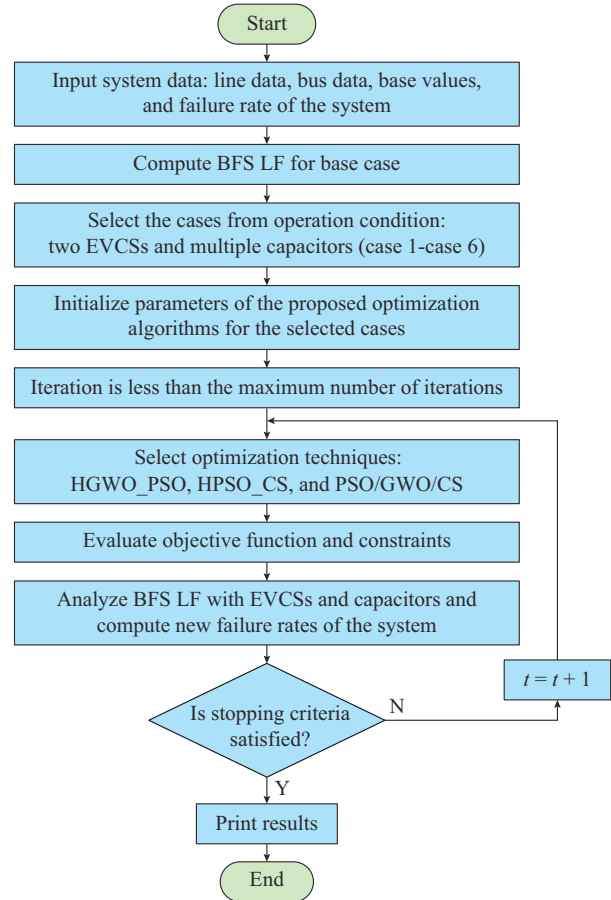 Start
Input system data: line data, bus data, base values,
and failure rate of the system
Compute BFS LF for base case
Select the cases from operation condition:
two EVCSs and multiple capacitors (case 1-case 6)
Initialize parameters of the proposed optimization
algorithms for the selected cases
Iteration is less than the maximum number of iterations
Select optimization techniques:
HGWO_PSO, HPSO_CS, and PSO/GWO/CS
Evaluate objective function and constraints
Analyze BFS LF with EVCSs and capacitors and
compute new failure rates of the system
t = t + 1
Is stopping criteria
satisfied?
N
Y
Print results
End